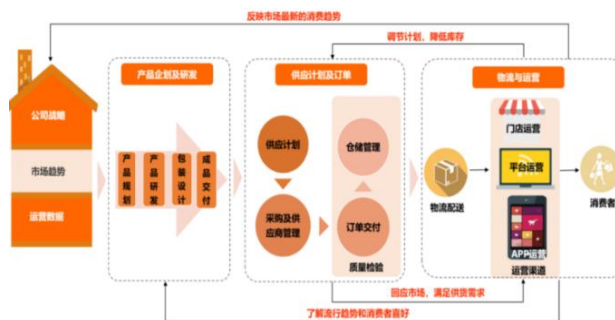 反映市场最新的消费趋势
调节计划，降低库存
产品企划及研发
供应计划及订单
物流与运营
公司战略
市场趋势
运营数据
产品规划
产品研发
包装设计
成品交付
供应计划
采购及供
应商管理
仓储管理
订单交付
质量检验
物流配送
门店运营
平台运营
APP运营
运营渠道
消费者
回应市场，满足供货需求
了解流行趋势和消费者喜好